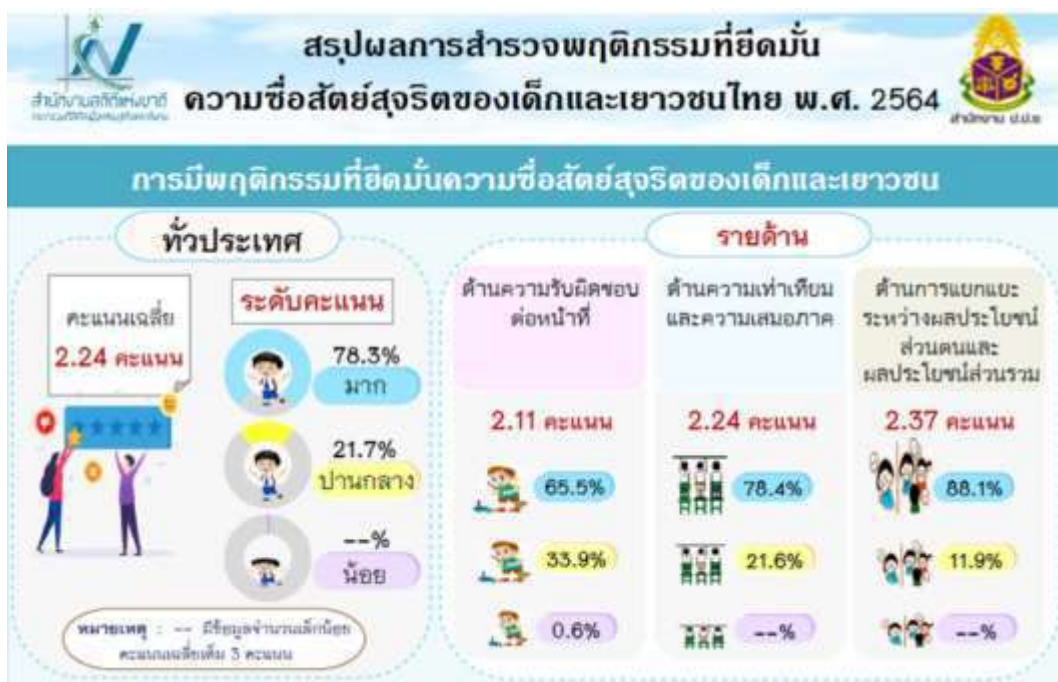 สรุปผลการสำรวจพฤติกรรมที่ยึดมั่น
ความซื่อสัตย์สุจริตของเด็กและเยาวชนไทย พ.ศ. 2564
สำนักงานสถิติแห่งชาติ
สำนักงาน ป.ป.ช
การมีพฤติกรรมที่ยึดมั่นความซื่อสัตย์สุจริตของเด็กและเยาวชน
ทั่วประเทศ
คะแนนเฉลี่ย
2.24 คะแนน
ระดับคะแนน
78.3%
มาก
21.7%
ปานกลาง
--%
น้อย
หมายเหตุ : -- มีข้อมูลจำนวนเล็กน้อย
คะแนนเฉลี่ยเต็ม 3 คะแนน
รายด้าน
ด้านความรับผิดชอบ
ต่อหน้าที่
2.11 คะแนน
65.5%
33.9%
0.6%
ด้านความเท่าเทียม
และความเสมอภาค
2.24 คะแนน
78.4%
21.6%
--%
ด้านการแยกแยะ
ระหว่างผลประโยชน์
ส่วนตนและ
ผลประโยชน์ส่วนรวม
2.37 คะแนน
88.1%
11.9%
--%